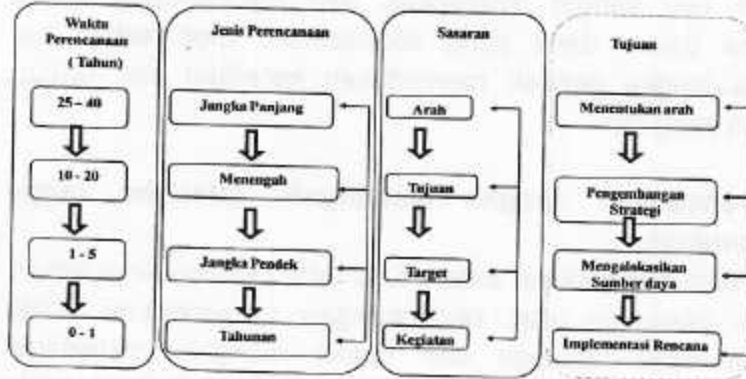 Waktu
Perencanaan
( Tahun)
25 – 40
10 - 20
1 - 5
0 - 1
Jenis Perencanaan
Jangka Panjang
Menengah
Jangka Pendek
Tahunan
Sasaran
Arah
Tujuan
Target
Kegiatan
Tujuan
Menentukan arah
Pengembangan
Strategi
Mengalokasikan
Sumber daya
Implementasi Rencana